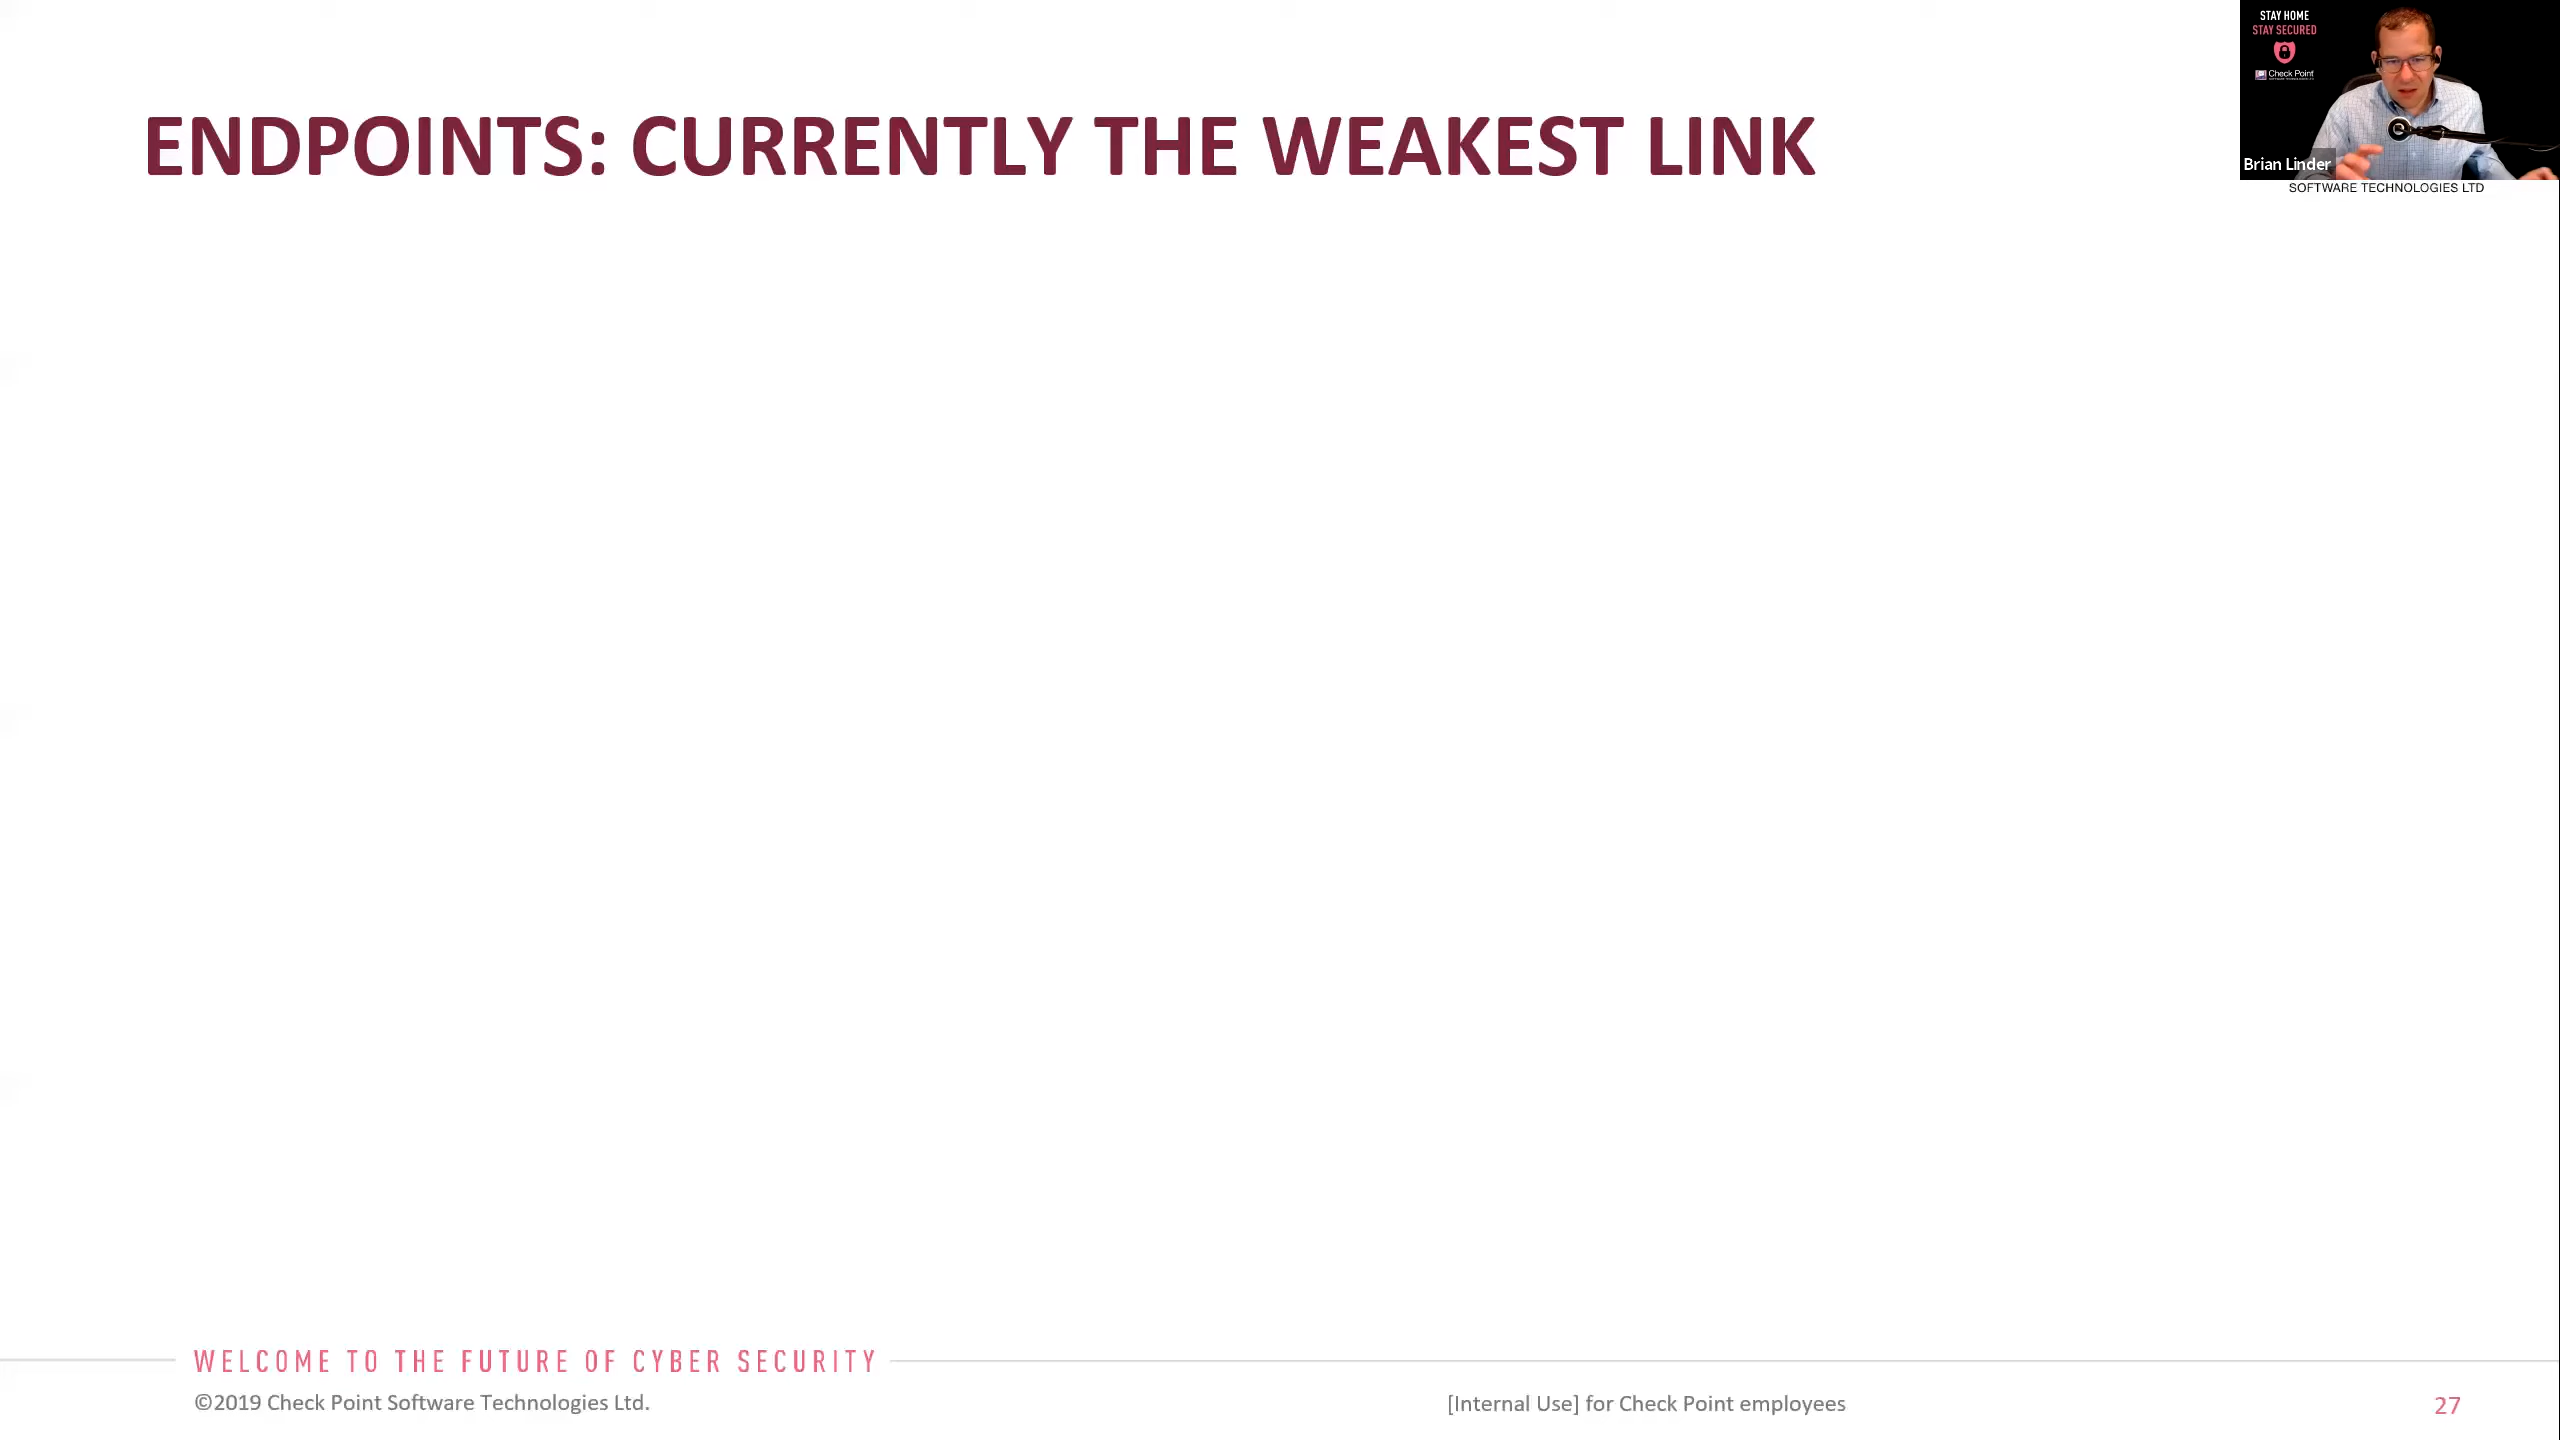 STAY HOME
STAY SECURED
Check Point
ENDPOINTS: CURRENTLY THE WEAKEST LINK
Brian Linder
SOFTWARE TECHNOLOGIES LTD
WELCOME TO THE FUTURE OF CYBER SECURITY
©2019 Check Point Software Technologies Ltd.
[Internal Use] for Check Point employees
27